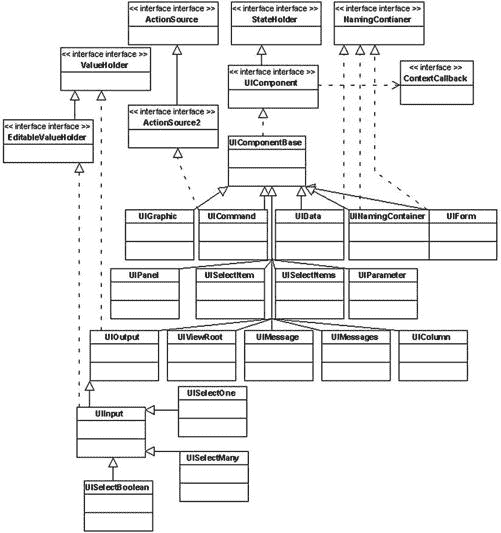 << interface interface >>
ActionSource
<< interface interface >>
StateHolder
<< interface interface >>
NamingContianer
<< interface interface >>
ValueHolder
<< interface interface >>
UIComponent
<< interface interface >>
ContextCallback
<< interface interface >>
EditableValueHolder
<< interface interface >>
ActionSource2
UIComponentBase
UIGraphic
UICommand
UIData
UINamingContainer
UIForm
UIPanel
UISelectItem
UISelectItems
UIParameter
UIOutput
UIViewRoot
UIMessage
UIMessages
UIColumn
UISelectOne
UIInput
UISelectMany
UISelectBoolean